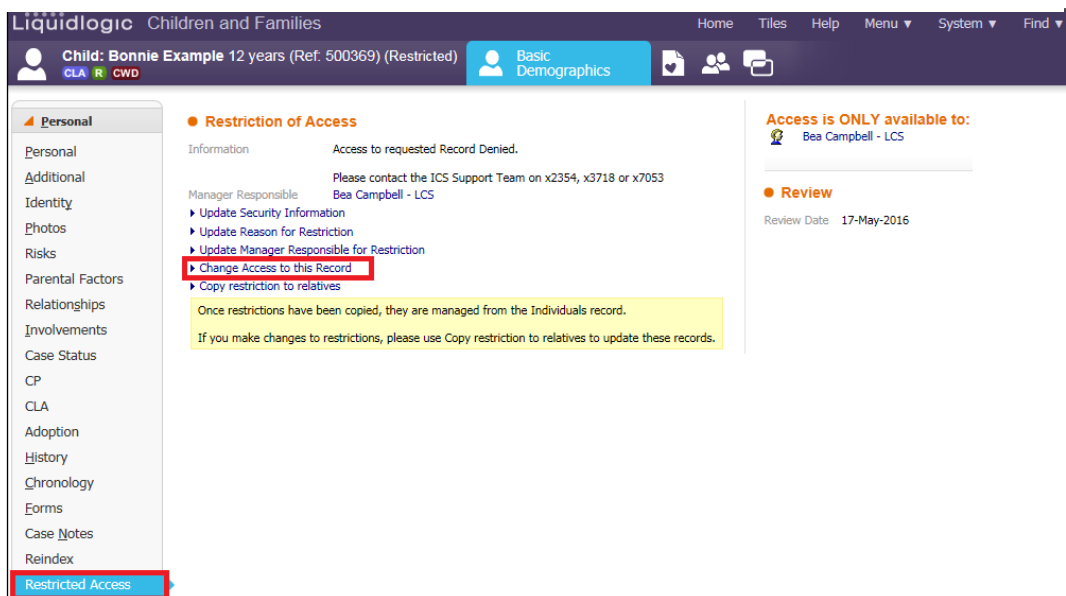 Liquidlogic Children and Families
Home Tiles Help Menu ▼ System ▼ Find ▼
Child: Bonnie Example 12 years (Ref: 500369) (Restricted)
CLA R CWD
Basic
Demographics
Personal
Personal
Additional
Identity
Photos
Risks
Parental Factors
Relationships
Involvements
Case Status
CP
CLA
Adoption
History
Chronology
Forms
Case Notes
Reindex
Restricted Access
Restriction of Access
Information Access to requested Record Denied.
Please contact the ICS Support Team on x2354, x3718 or x7053
Manager Responsible Bea Campbell - LCS
Update Security Information
Update Reason for Restriction
Update Manager Responsible for Restriction
Change Access to this Record
Copy restriction to relatives
Once restrictions have been copied, they are managed from the Individuals record.
If you make changes to restrictions, please use Copy restriction to relatives to update these records.
Access is ONLY available to:
Bea Campbell - LCS
Review
Review Date 17-May-2016